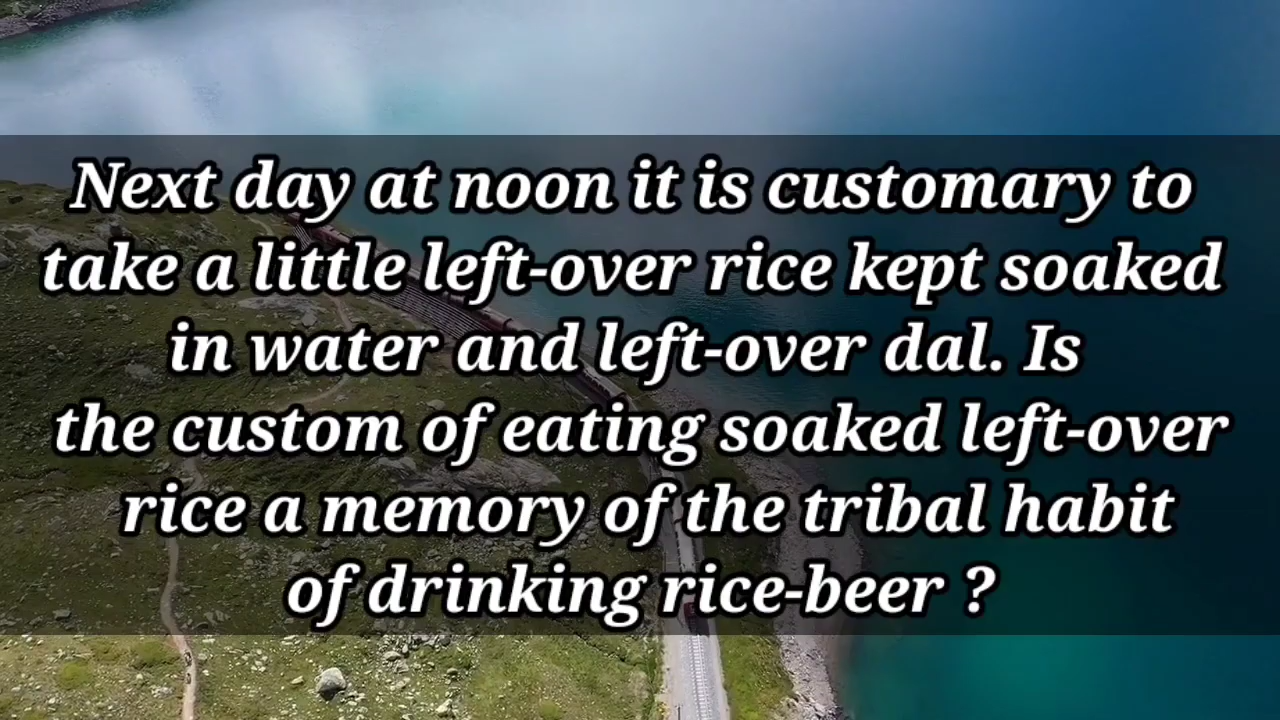 Next day at noon it is customary to
take a little left-over rice kept soaked
in water and left-over dal. Is
the custom of eating soaked left-over
rice a memory of the tribal habit
of drinking rice-beer ?